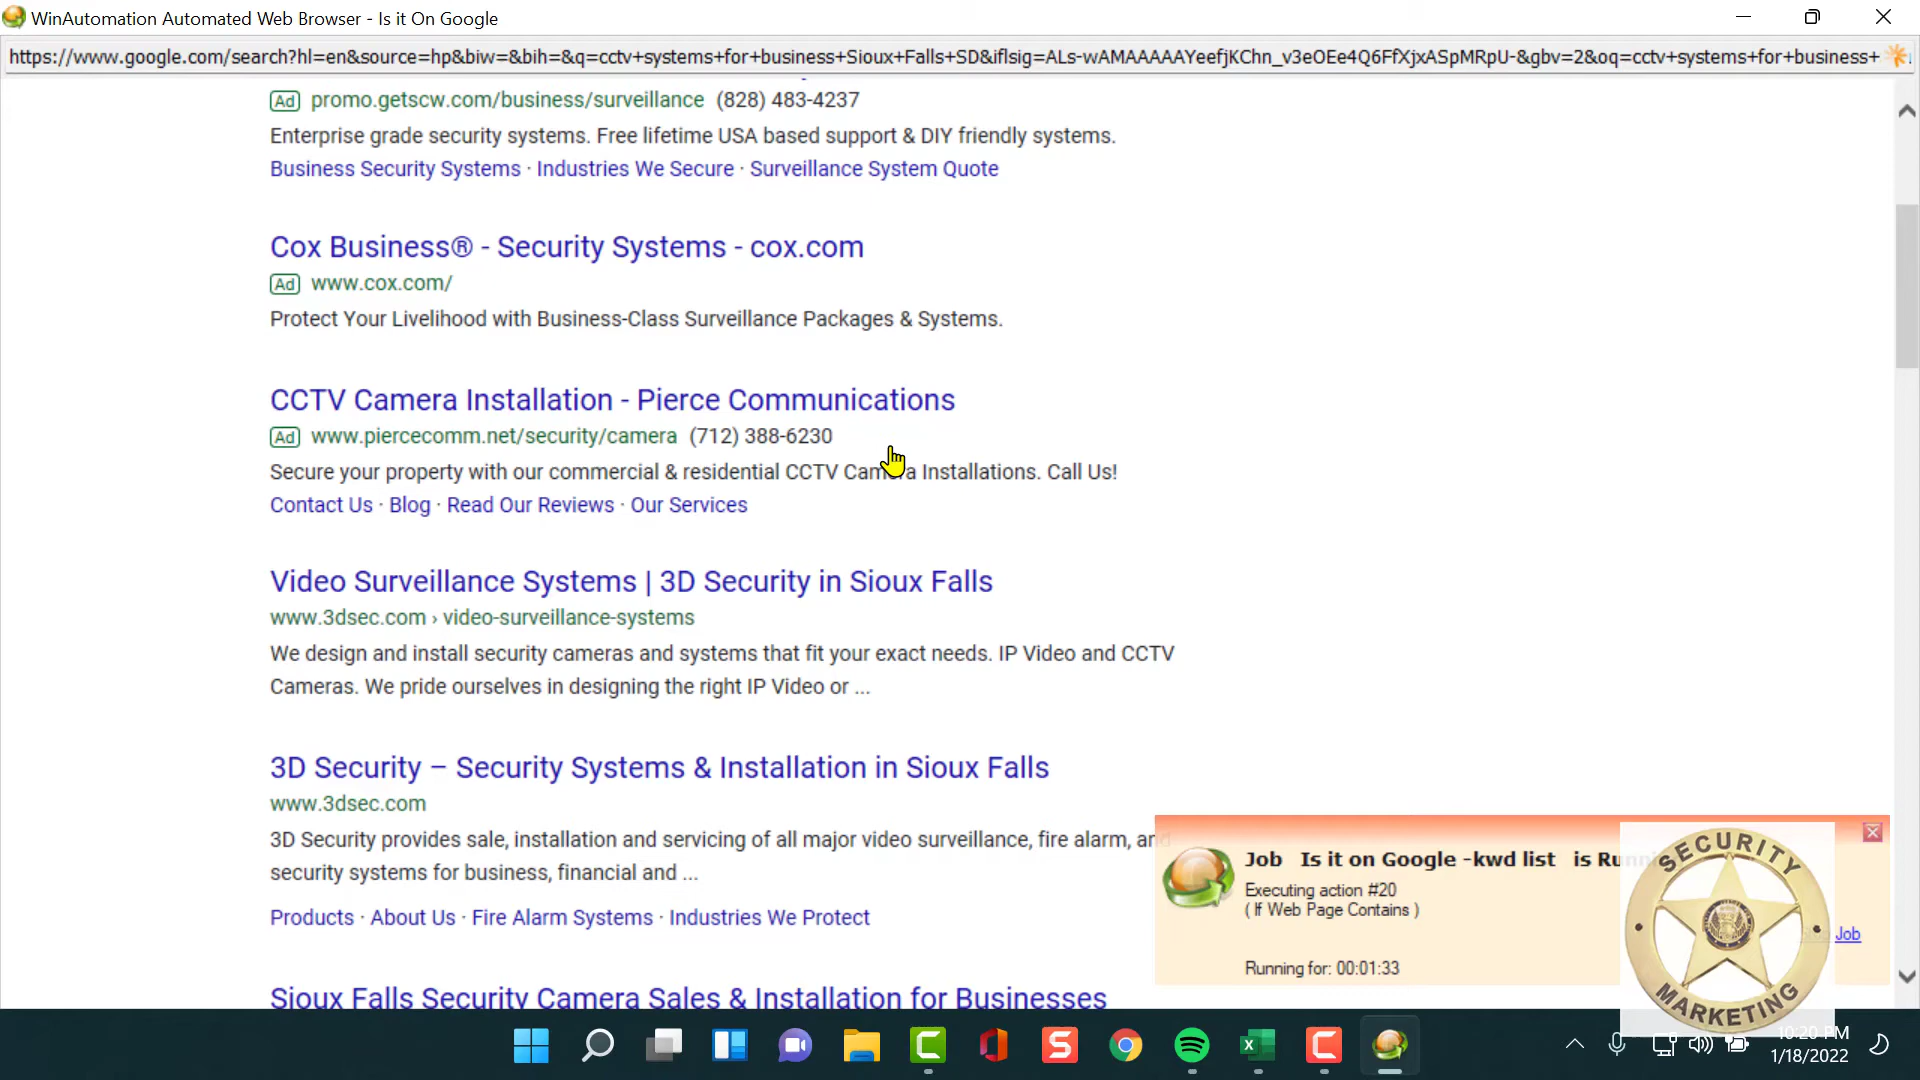 WinAutomation Automated Web Browser - Is it On Google
https://www.google.com/search?hl=en&source=hp&biw=&bih=&q=cctv+systems+for+business+Sioux+Falls+SD&iflsig=ALs-wAMAAAAAYeefjKChn_v3eOEe4Q6FfXjxASpMRpU-&gbv=2&oq=cctv+systems+for+business+
Ad promo.getscw.com/business/surveillance (828) 483-4237
Enterprise grade security systems. Free lifetime USA based support & DIY friendly systems.
Business Security Systems · Industries We Secure · Surveillance System Quote
Cox Business® - Security Systems - cox.com
Ad www.cox.com/
Protect Your Livelihood with Business-Class Surveillance Packages & Systems.
CCTV Camera Installation - Pierce Communications
Ad www.piercecomm.net/security/camera (712) 388-6230
Secure your property with our commercial & residential CCTV Camera Installations. Call Us!
Contact Us · Blog · Read Our Reviews · Our Services
Video Surveillance Systems | 3D Security in Sioux Falls
www.3dsec.com › video-surveillance-systems
We design and install security cameras and systems that fit your exact needs. IP Video and CCTV
Cameras. We pride ourselves in designing the right IP Video or ...
3D Security – Security Systems & Installation in Sioux Falls
www.3dsec.com
3D Security provides sale, installation and servicing of all major video surveillance, fire alarm, and
security systems for business, financial and ...
Products · About Us · Fire Alarm Systems · Industries We Protect
Sioux Falls Security Camera Sales & Installation for Businesses
Job Is it on Google -kwd list is Ru
Executing action #20
( If Web Page Contains )
Job
Running for: 00:01:33
SECURITY
MARKETING
10:20 PM
1/18/2022